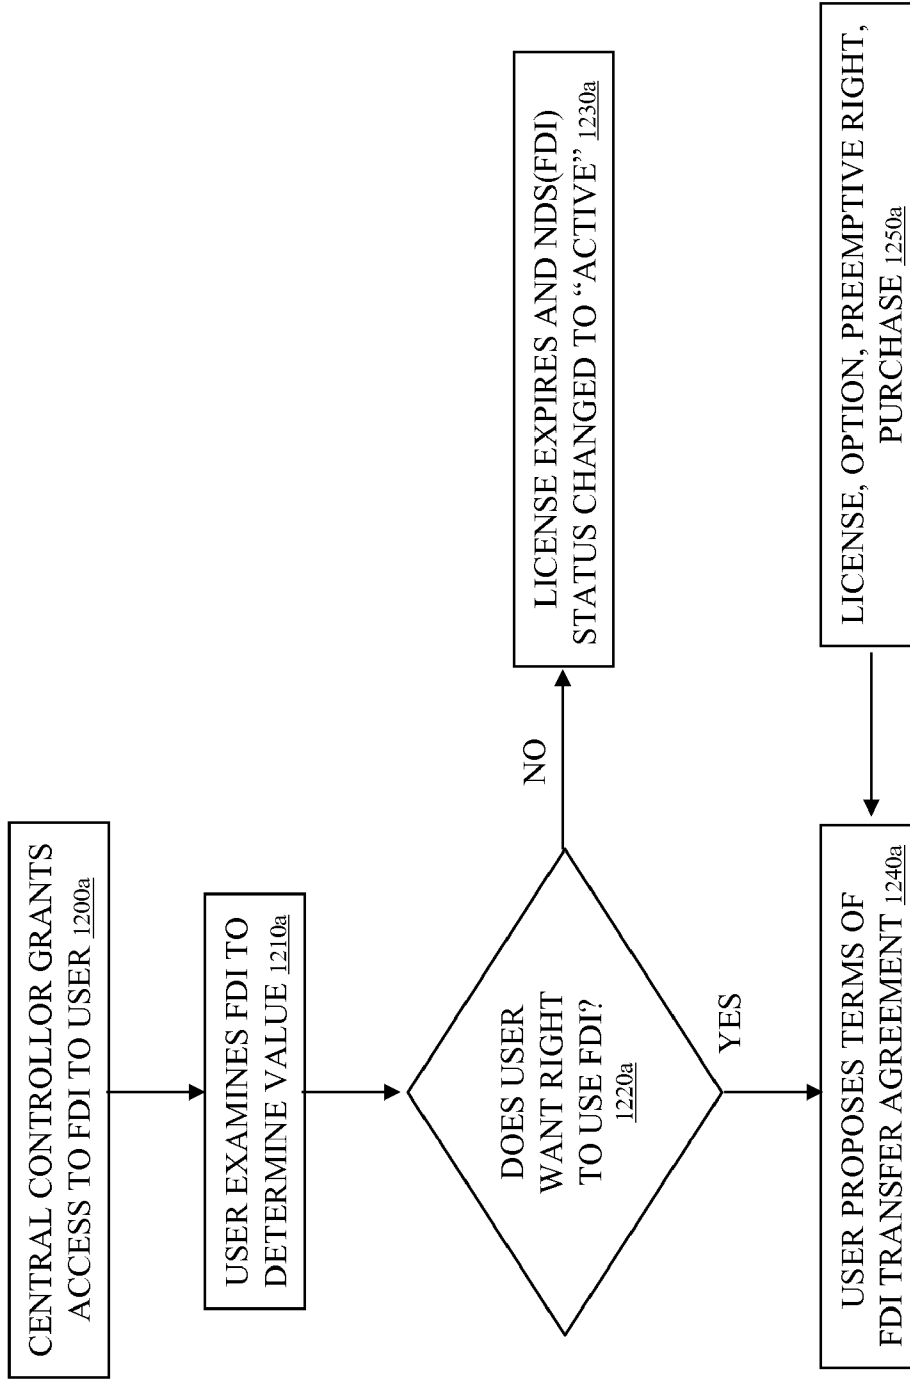 CENTRAL CONTROLLOR GRANTS
ACCESS TO FDI TO USER 1200a
USER EXAMINES FDI TO
DETERMINE VALUE 1210a
DOES USER
WANT RIGHT
TO USE FDI?
1220a
NO
LICENSE EXPIRES AND NDS(FDI)
STATUS CHANGED TO “ACTIVE” 1230a
YES
USER PROPOSES TERMS OF
FDI TRANSFER AGREEMENT 1240a
LICENSE, OPTION, PREEMPTIVE RIGHT,
PURCHASE 1250a